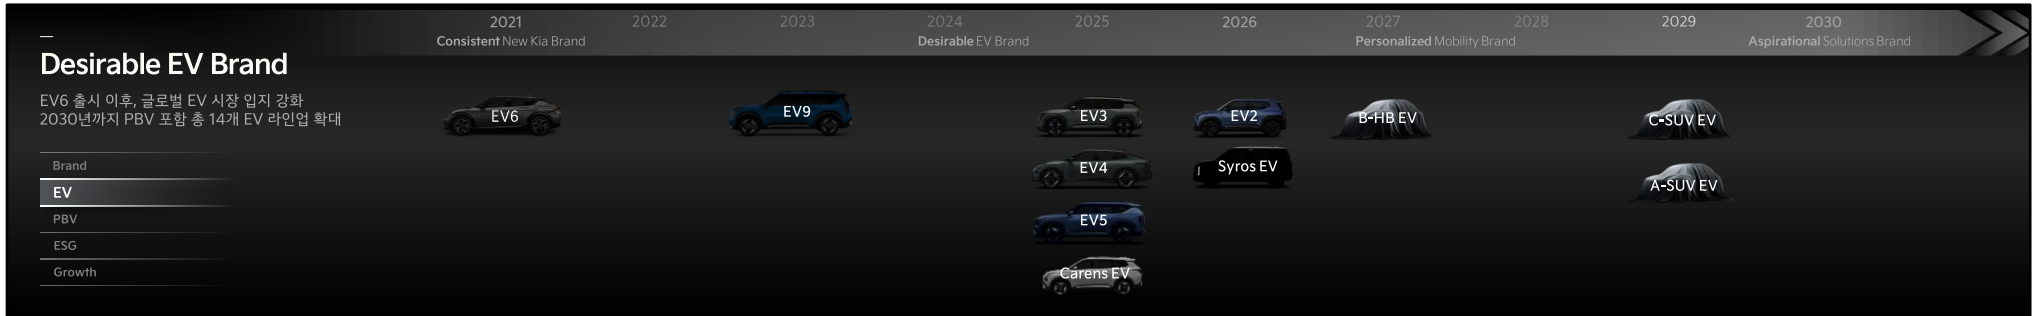 2021 2022 2023 2024 2025 2026 2027 2028 2029 2030
Consistent New Kia Brand Desirable EV Brand Personalized Mobility Brand Aspirational Solutions Brand
Desirable EV Brand
EV6 출시 이후, 글로벌 EV 시장 입지 강화
2030년까지 PBV 포함 총 14개 EV 라인업 확대
EV6 EV9 EV3 EV2 B-HB EV C-SUV EV
EV4 Syros EV A-SUV EV
EV5
Carens EV
Brand
EV
PBV
ESG
Growth